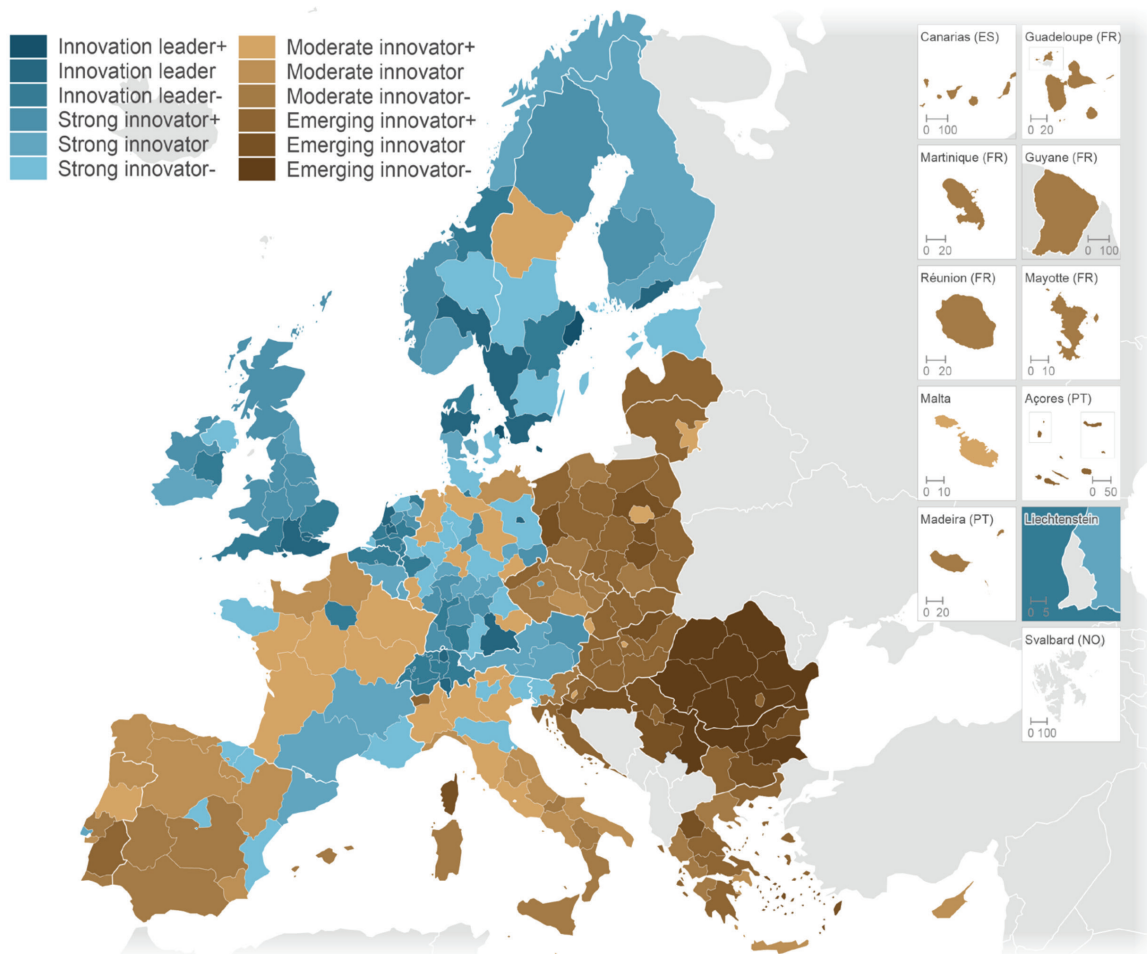 Innovation leader+
Innovation leader
Innovation leader-
Strong innovator+
Strong innovator
Strong innovator-
Moderate innovator+
Moderate innovator
Moderate innovator-
Emerging innovator+
Emerging innovator
Emerging innovator-
Canarias (ES)
0 100
Guadeloupe (FR)
0 20
Martinique (FR)
0 20
Guyane (FR)
0 100
Réunion (FR)
0 20
Mayotte (FR)
0 10
Malta
0 10
Açores (PT)
0 50
Madeira (PT)
0 20
Liechtenstein
0 5
Svalbard (NO)
0 100